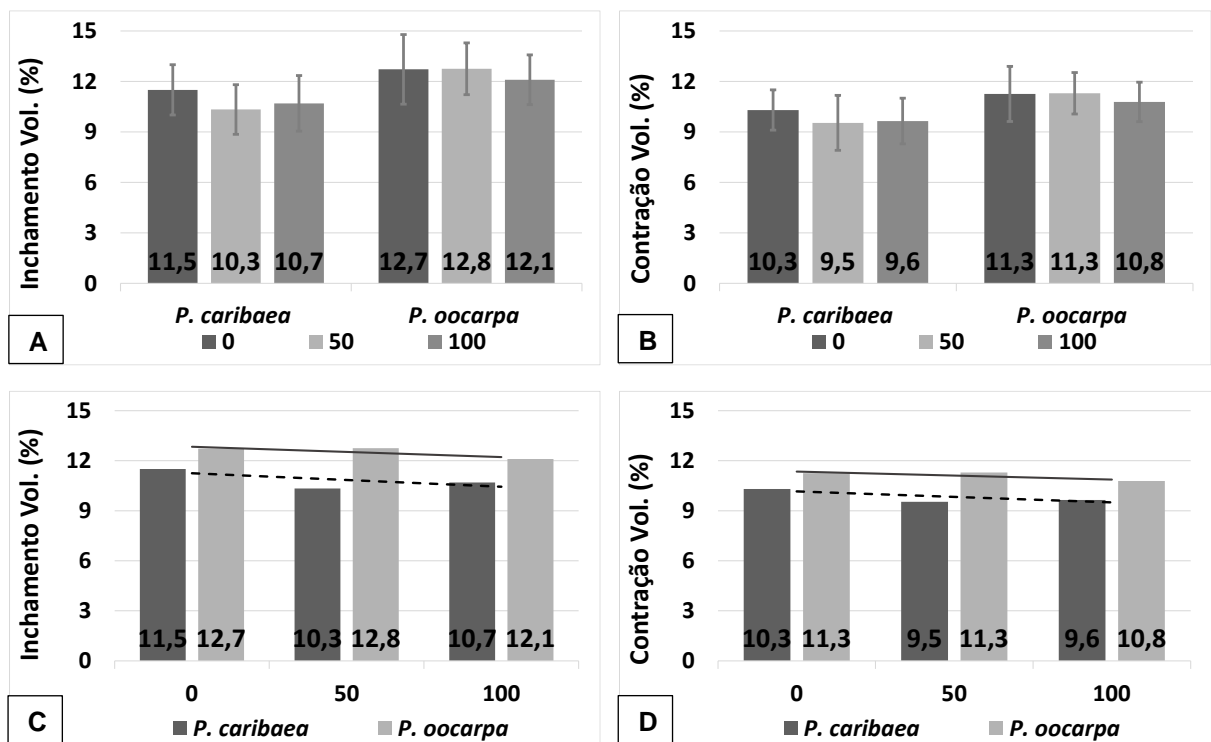 Inchamento Vol. (%)
15
12
9
6
3
0
11,5 10,3 10,7 12,7 12,8 12,1
P. caribaea P. oocarpa
0 50 100
A
Contração Vol. (%)
15
12
9
6
3
0
10,3 9,5 9,6 11,3 11,3 10,8
P. caribaea P. oocarpa
0 50 100
B
Inchamento Vol. (%)
15
12
9
6
3
0
11,5 12,7 10,3 12,8 10,7 12,1
0 50 100
P. caribaea P. oocarpa
C
Contração Vol. (%)
15
12
9
6
3
0
10,3 11,3 9,5 11,3 9,6 10,8
0 50 100
P. caribaea P. oocarpa
D